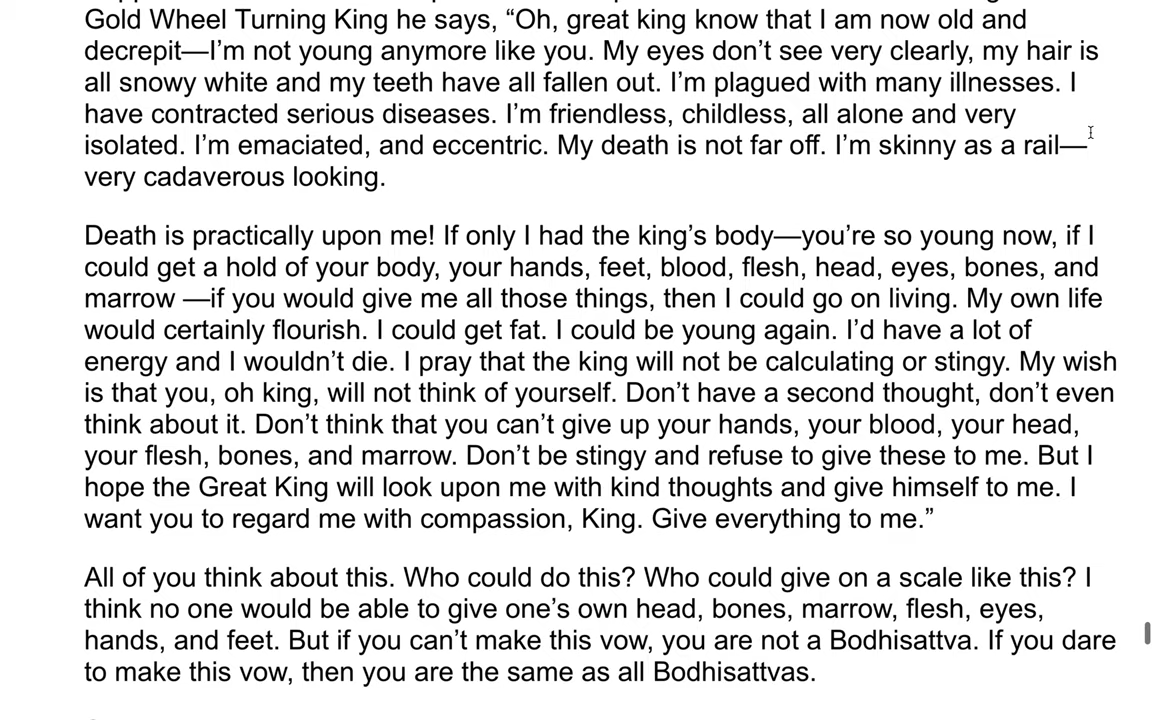 Gold Wheel Turning King he says, “Oh, great king know that I am now old and
decrepit—I’m not young anymore like you. My eyes don’t see very clearly, my hair is
all snowy white and my teeth have all fallen out. I’m plagued with many illnesses. I
have contracted serious diseases. I’m friendless, childless, all alone and very
isolated. I’m emaciated, and eccentric. My death is not far off. I’m skinny as a rail—
very cadaverous looking.
Death is practically upon me! If only I had the king’s body—you’re so young now, if I
could get a hold of your body, your hands, feet, blood, flesh, head, eyes, bones, and
marrow —if you would give me all those things, then I could go on living. My own life
would certainly flourish. I could get fat. I could be young again. I’d have a lot of
energy and I wouldn’t die. I pray that the king will not be calculating or stingy. My wish
is that you, oh king, will not think of yourself. Don’t have a second thought, don’t even
think about it. Don’t think that you can’t give up your hands, your blood, your head,
your flesh, bones, and marrow. Don’t be stingy and refuse to give these to me. But I
hope the Great King will look upon me with kind thoughts and give himself to me. I
want you to regard me with compassion, King. Give everything to me.”
All of you think about this. Who could do this? Who could give on a scale like this? I
think no one would be able to give one’s own head, bones, marrow, flesh, eyes,
hands, and feet. But if you can’t make this vow, you are not a Bodhisattva. If you dare
to make this vow, then you are the same as all Bodhisattvas.